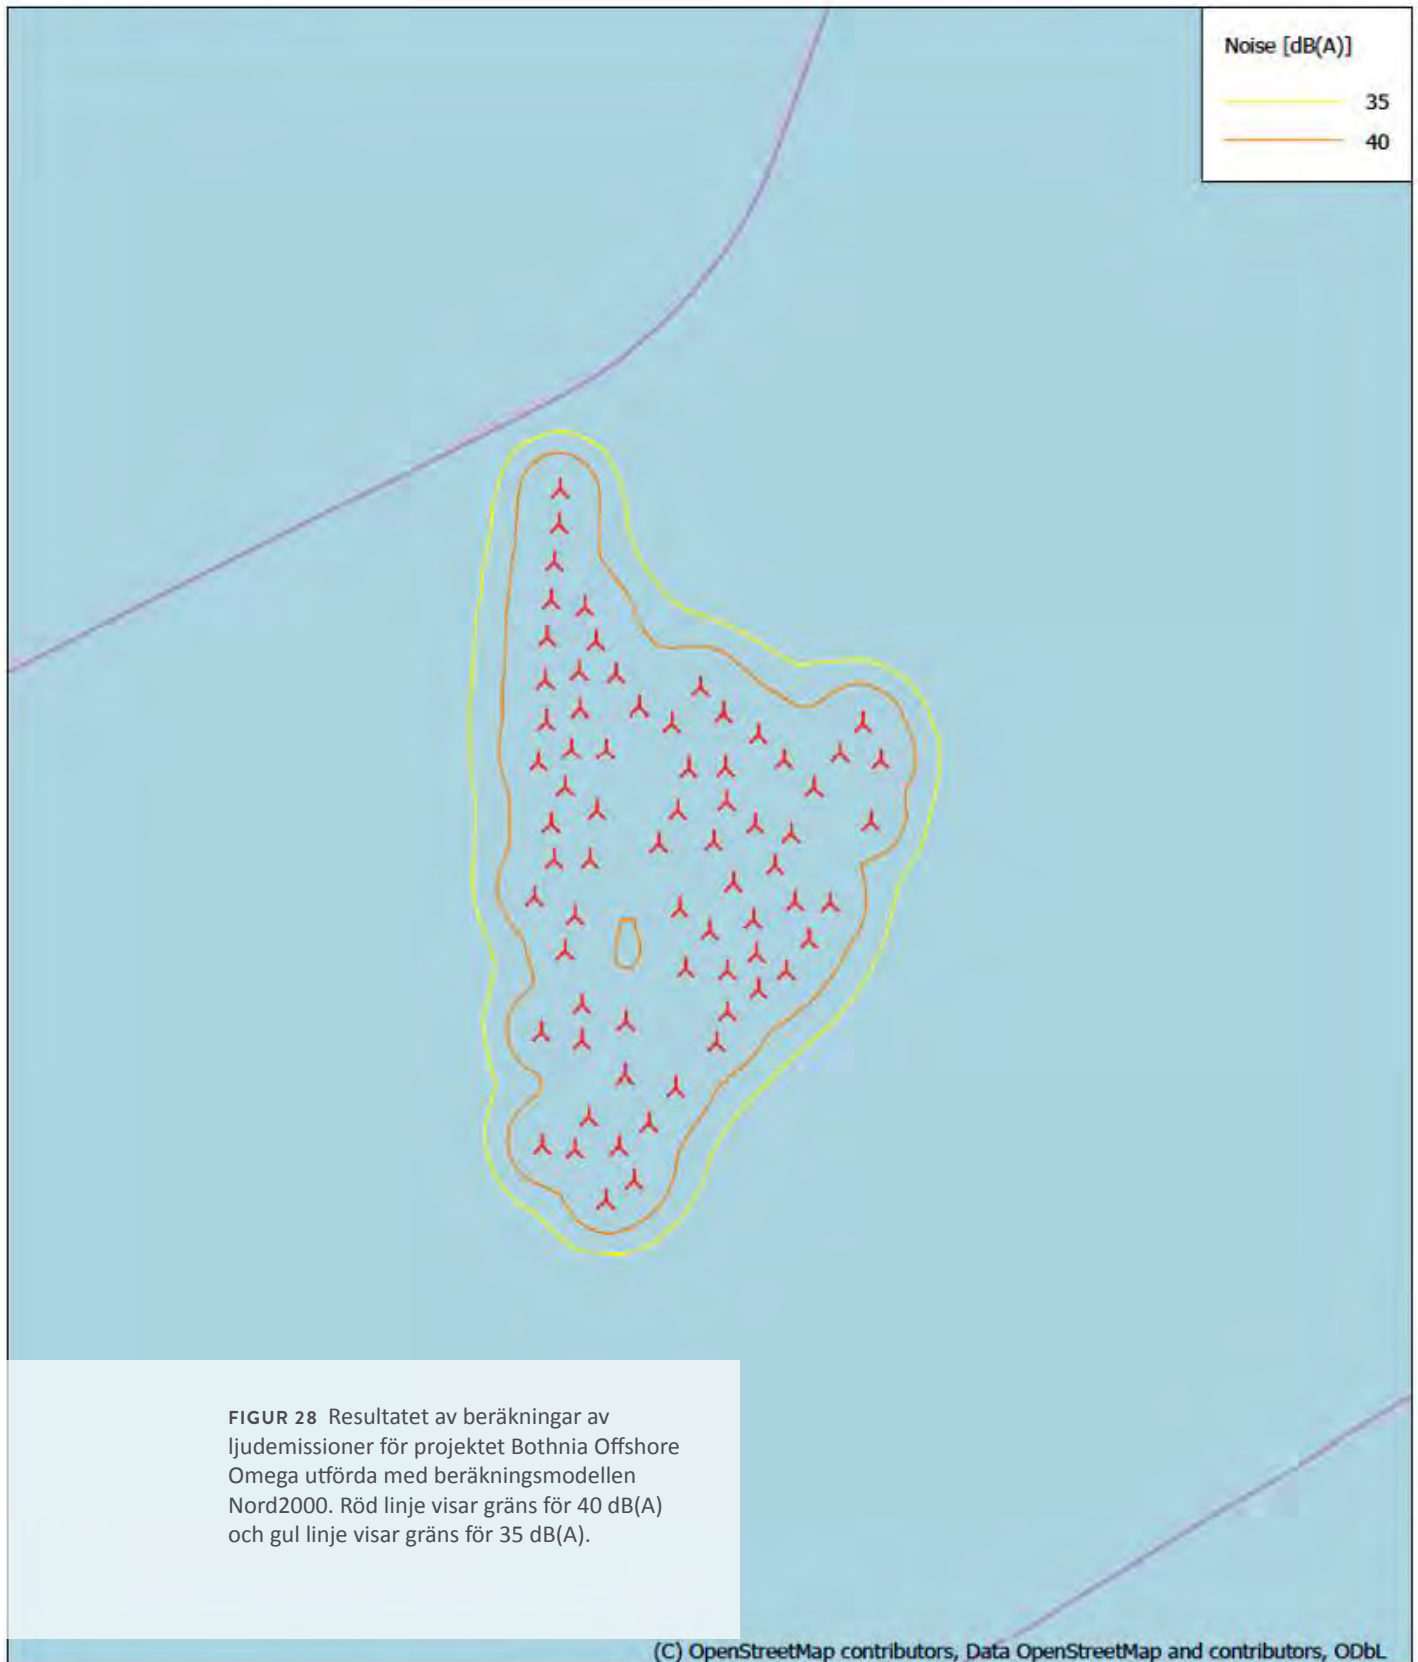 Noise [dB(A)]
35
40
FIGUR 28 Resultatet av beräkningar av
ljudemissioner för projektet Bothnia Offshore
Omega utförda med beräkningsmodellen
Nord2000. Röd linje visar gräns för 40 dB(A)
och gul linje visar gräns för 35 dB(A).
(C) OpenStreetMap contributors, Data OpenStreetMap and contributors, ODbL